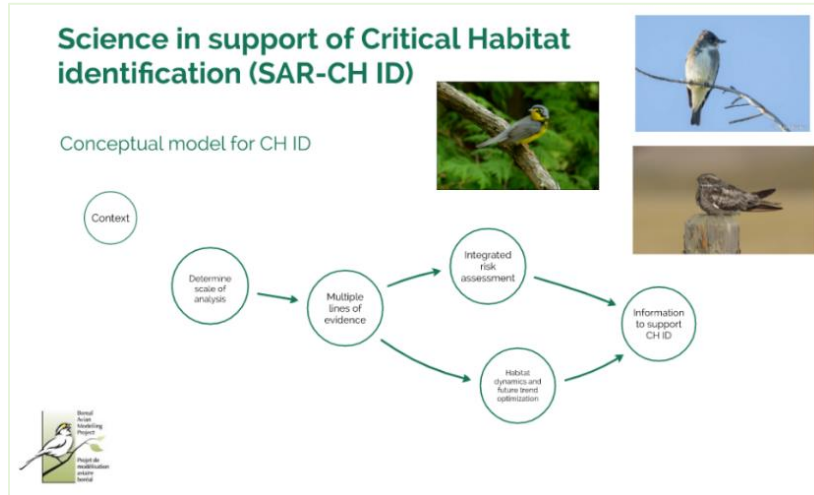 Science in support of Critical Habitat
identification (SAR-CH ID)
Conceptual model for CH ID
Context
Determine
scale of
analysis
Multiple
lines of
evidence
Integrated
risk
assessment
Habitat
dynamics and
future trend
optimization
Information
to support
CH ID
Boreal
Avian
Modelling
Project
Projet de
modélisation
aviaire
boréal